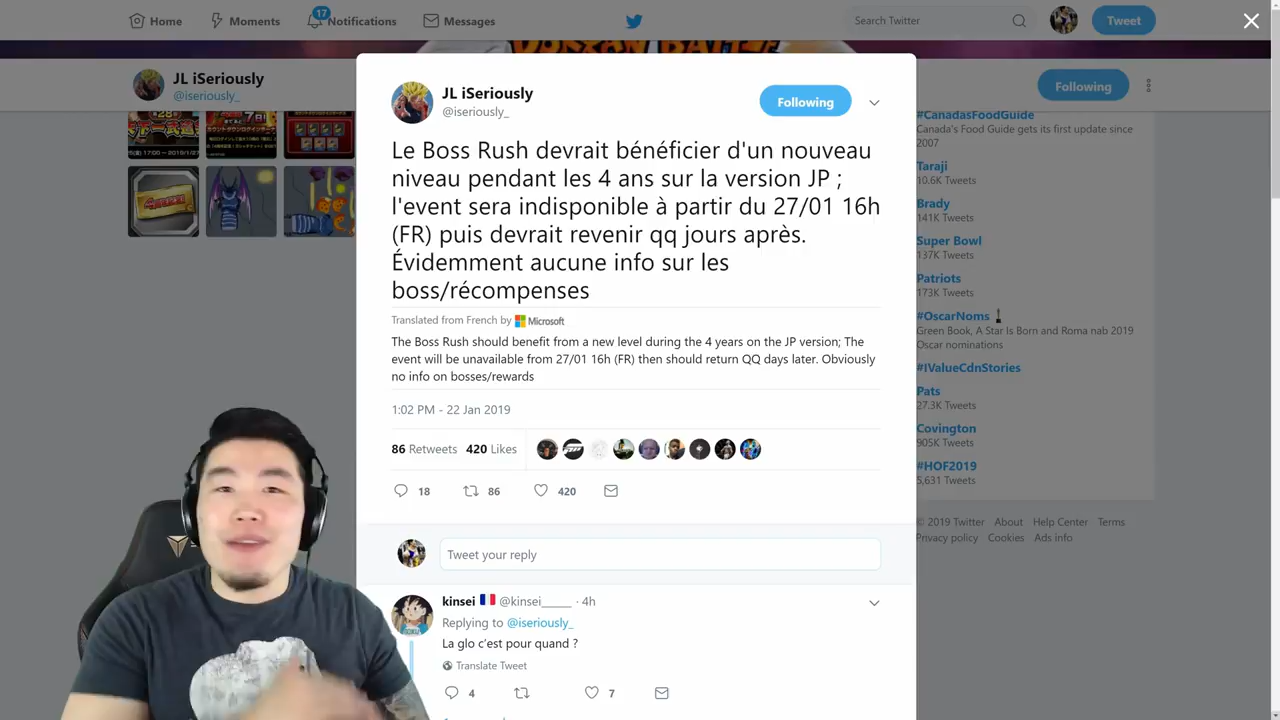 Home
Moments
17
Notifications
Messages
Search Twitter
Tweet
DOKKAN BATTLE
JL iSeriously
@iseriously_
Following
JL iSeriously
@iseriously_
Following
Le Boss Rush devrait bénéficier d'un nouveau
niveau pendant les 4 ans sur la version JP ;
l'event sera indisponible à partir du 27/01 16h
(FR) puis devrait revenir qq jours après.
Évidemment aucune info sur les
boss/récompenses
Translated from French by Microsoft
The Boss Rush should benefit from a new level during the 4 years on the JP version; The
event will be unavailable from 27/01 16h (FR) then should return QQ days later. Obviously
no info on bosses/rewards
1:02 PM - 22 Jan 2019
86 Retweets 420 Likes
18 86 420
Tweet your reply
kinsei @kinsei_____ · 4h
Replying to @iseriously_
La glo c'est pour quand ?
Translate Tweet
4 7
#CanadasFoodGuide
Canada's Food Guide gets its first update since
2007
Taraji
10.6K Tweets
Brady
141K Tweets
Super Bowl
137K Tweets
Patriots
173K Tweets
#OscarNoms
Green Book, A Star Is Born and Roma nab 2019
Oscar nominations
#IValueCdnStories
Pats
27.3K Tweets
Covington
905K Tweets
#HOF2019
5,631 Tweets
© 2019 Twitter About Help Center Terms
Privacy policy Cookies Ads info